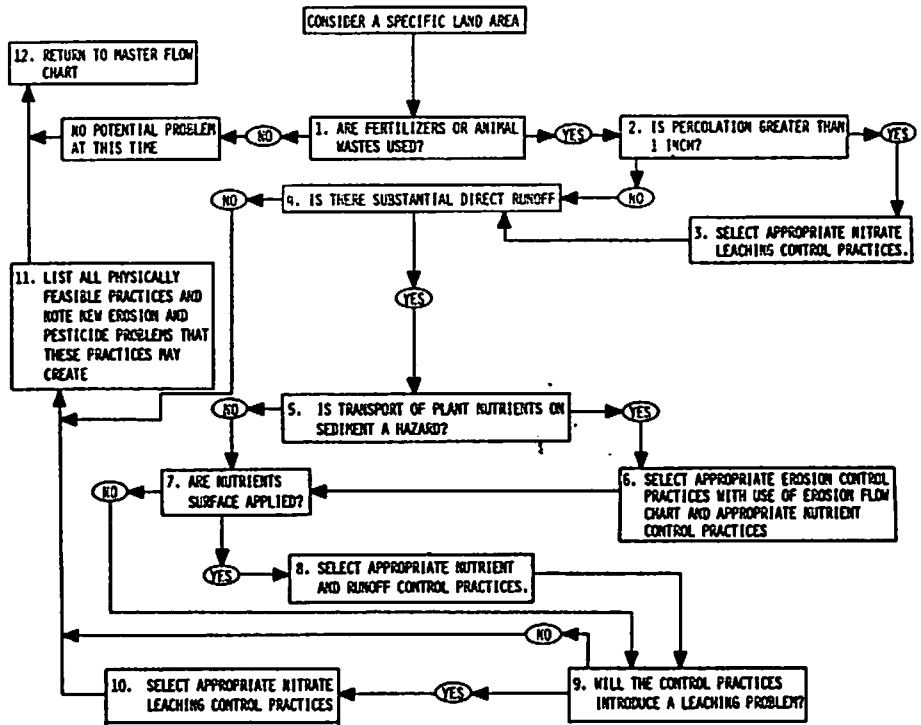 CONSIDER A SPECIFIC LAND AREA
12. RETURN TO MASTER FLOW
CHART
NO POTENTIAL PROBLEM
AT THIS TIME
NO
1. ARE FERTILIZERS OR ANIMAL
WASTES USED?
YES
2. IS PERCOLATION GREATER THAN
1 INCH?
YES
NO
4. IS THERE SUBSTANTIAL DIRECT RUNOFF
NO
3. SELECT APPROPRIATE NITRATE
LEACHING CONTROL PRACTICES.
11. LIST ALL PHYSICALLY
FEASIBLE PRACTICES AND
NOTE NEW EROSION AND
PESTICIDE PROBLEMS THAT
THESE PRACTICES MAY
CREATE
YES
NO
5. IS TRANSPORT OF PLANT NUTRIENTS ON
SEDIMENT A HAZARD?
YES
NO
7. ARE NUTRIENTS
SURFACE APPLIED?
6. SELECT APPROPRIATE EROSION CONTROL
PRACTICES WITH USE OF EROSION FLOW
CHART AND APPROPRIATE NUTRIENT
CONTROL PRACTICES
YES
8. SELECT APPROPRIATE NUTRIENT
AND RUNOFF CONTROL PRACTICES.
NO
10. SELECT APPROPRIATE NITRATE
LEACHING CONTROL PRACTICES
YES
9. WILL THE CONTROL PRACTICES
INTRODUCE A LEACHING PROBLEM?